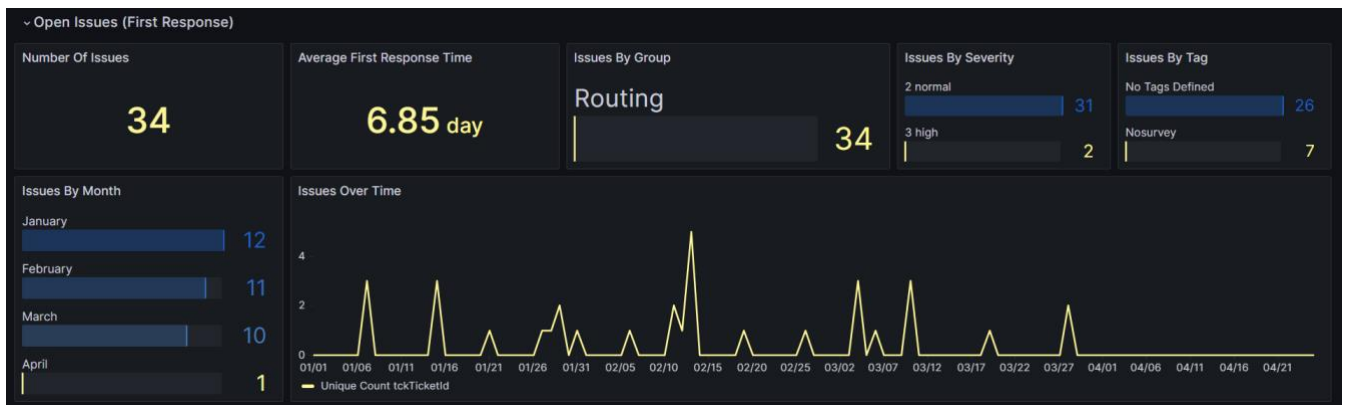 Open Issues (First Response)
Number Of Issues
34
Average First Response Time
6.85 day
Issues By Group
Routing
34
Issues By Severity
2 normal
31
3 high
2
Issues By Tag
No Tags Defined
26
Nosurvey
7
Issues By Month
January
12
February
11
March
10
April
1
Issues Over Time
4
2
0
01/01 01/06 01/11 01/16 01/21 01/26 01/31 02/05 02/10 02/15 02/20 02/25 03/02 03/07 03/12 03/17 03/22 03/27 04/01 04/06 04/11 04/16 04/21
Unique Count tckTicketId